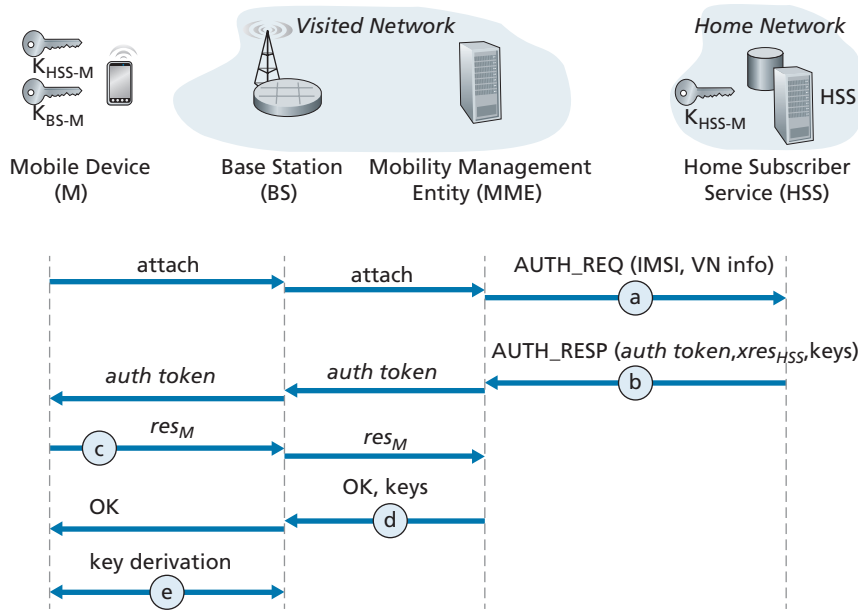 Visited Network
Home Network
K_HSS-M
K_BS-M
K_HSS-M
HSS
Mobile Device
(M)
Base Station
(BS)
Mobility Management
Entity (MME)
Home Subscriber
Service (HSS)
attach
attach
AUTH_REQ (IMSI, VN info)
a
AUTH_RESP (auth token,xres_HSS,keys)
b
auth token
auth token
res_M
c
res_M
OK, keys
d
OK
key derivation
e